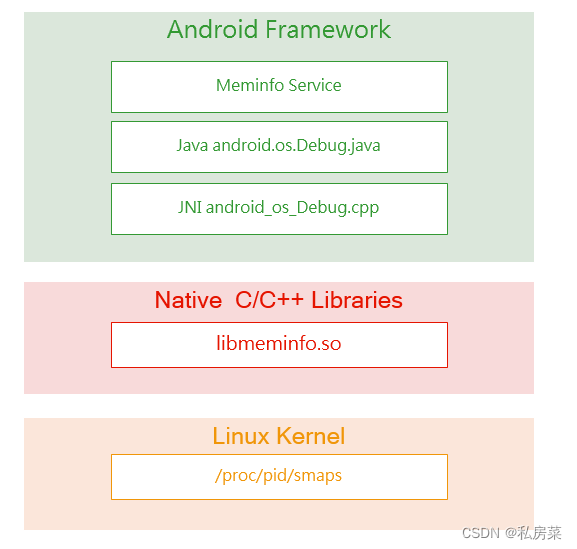 Android Framework
Meminfo Service
Java android.os.Debug.java
JNI android_os_Debug.cpp
Native C/C++ Libraries
libmeminfo.so
Linux Kernel
/proc/pid/smaps
CSDN @私房菜